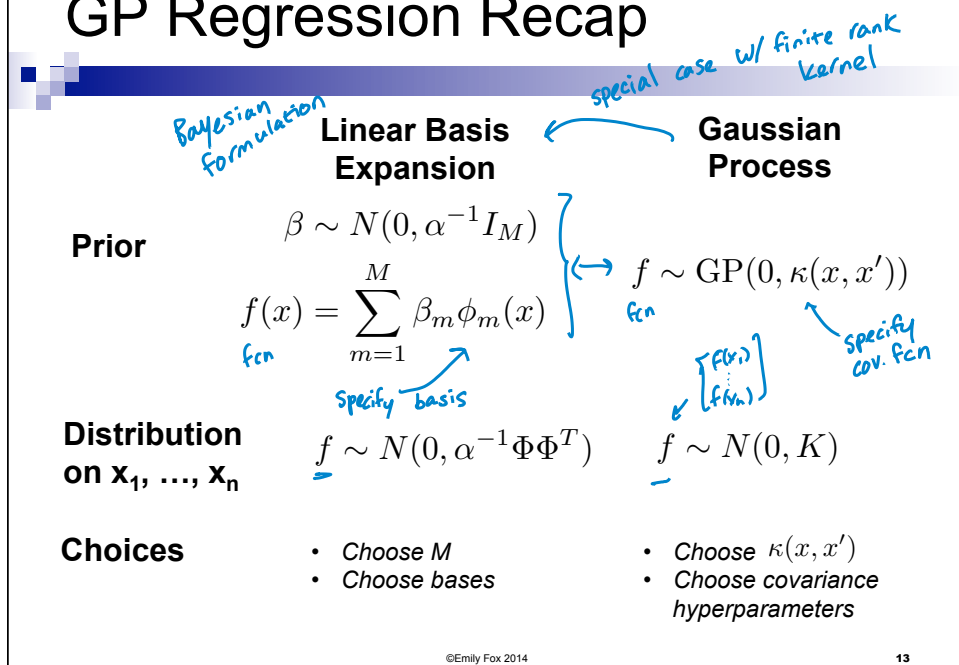 GP Regression Recap
special case w/ finite rank
kernel
Bayesian
formulation
Linear Basis
Expansion
Gaussian
Process
Prior
β ∼ N(0, α⁻¹I_M)
f(x) = ∑_{m=1}^{M} β_m φ_m(x)
fcn
specify basis
f ∼ GP(0, κ(x, x′))
fcn
specify
cov. fcn
[f(x₁)
⋮
f(xₙ)]
Distribution
on x₁, …, xₙ
f ∼ N(0, α⁻¹ΦΦᵀ)
f ∼ N(0, K)
Choices
• Choose M
• Choose bases
• Choose κ(x, x′)
• Choose covariance
hyperparameters
©Emily Fox 2014
13